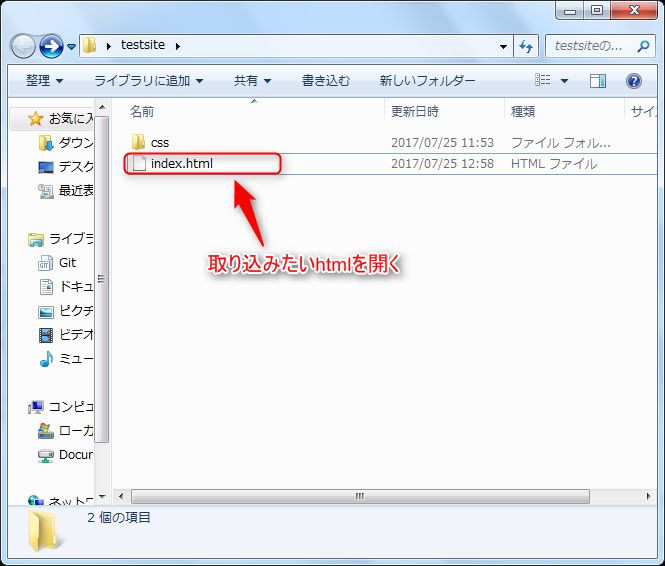 testsite
testsiteの...
整理 ライブラリに追加 共有 書き込む 新しいフォルダー
名前 更新日時 種類 サイ
お気に入
ダウン
デスク
最近表
ライブラ
Git
ドキュ
ピクチ
ビデオ
ミュー
コンピュ
ローカ
Docur
ネットワ
css 2017/07/25 11:53 ファイル フォル...
index.html 2017/07/25 12:58 HTML ファイル
取り込みたいhtmlを開く
2 個の項目